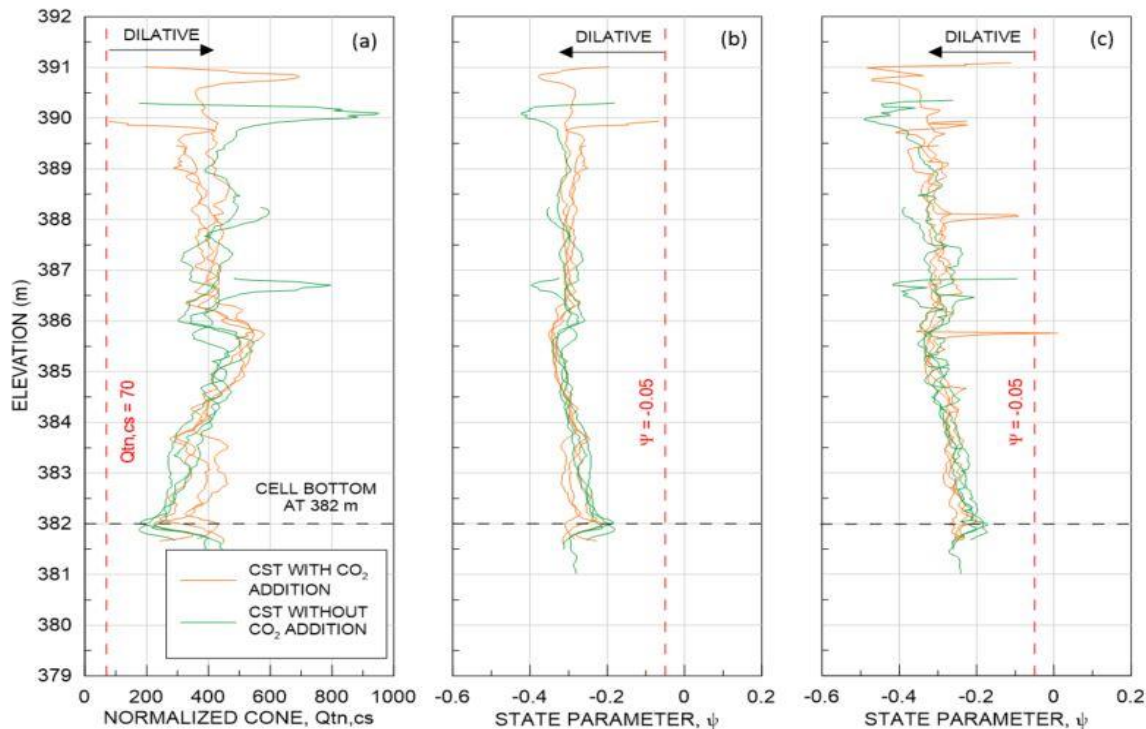 392
391
390
389
388
387
386
385
384
383
382
381
380
379
ELEVATION (m)
DILATIVE
(a)
Qtn,cs = 70
CELL BOTTOM
AT 382 m
CST WITH CO₂
ADDITION
CST WITHOUT
CO₂ ADDITION
0 200 400 600 800 1000
NORMALIZED CONE, Qtn,cs
DILATIVE
(b)
Ψ = -0.05
-0.6 -0.4 -0.2 0 0.2
STATE PARAMETER, ψ
DILATIVE
(c)
Ψ = -0.05
-0.6 -0.4 -0.2 0 0.2
STATE PARAMETER, ψ